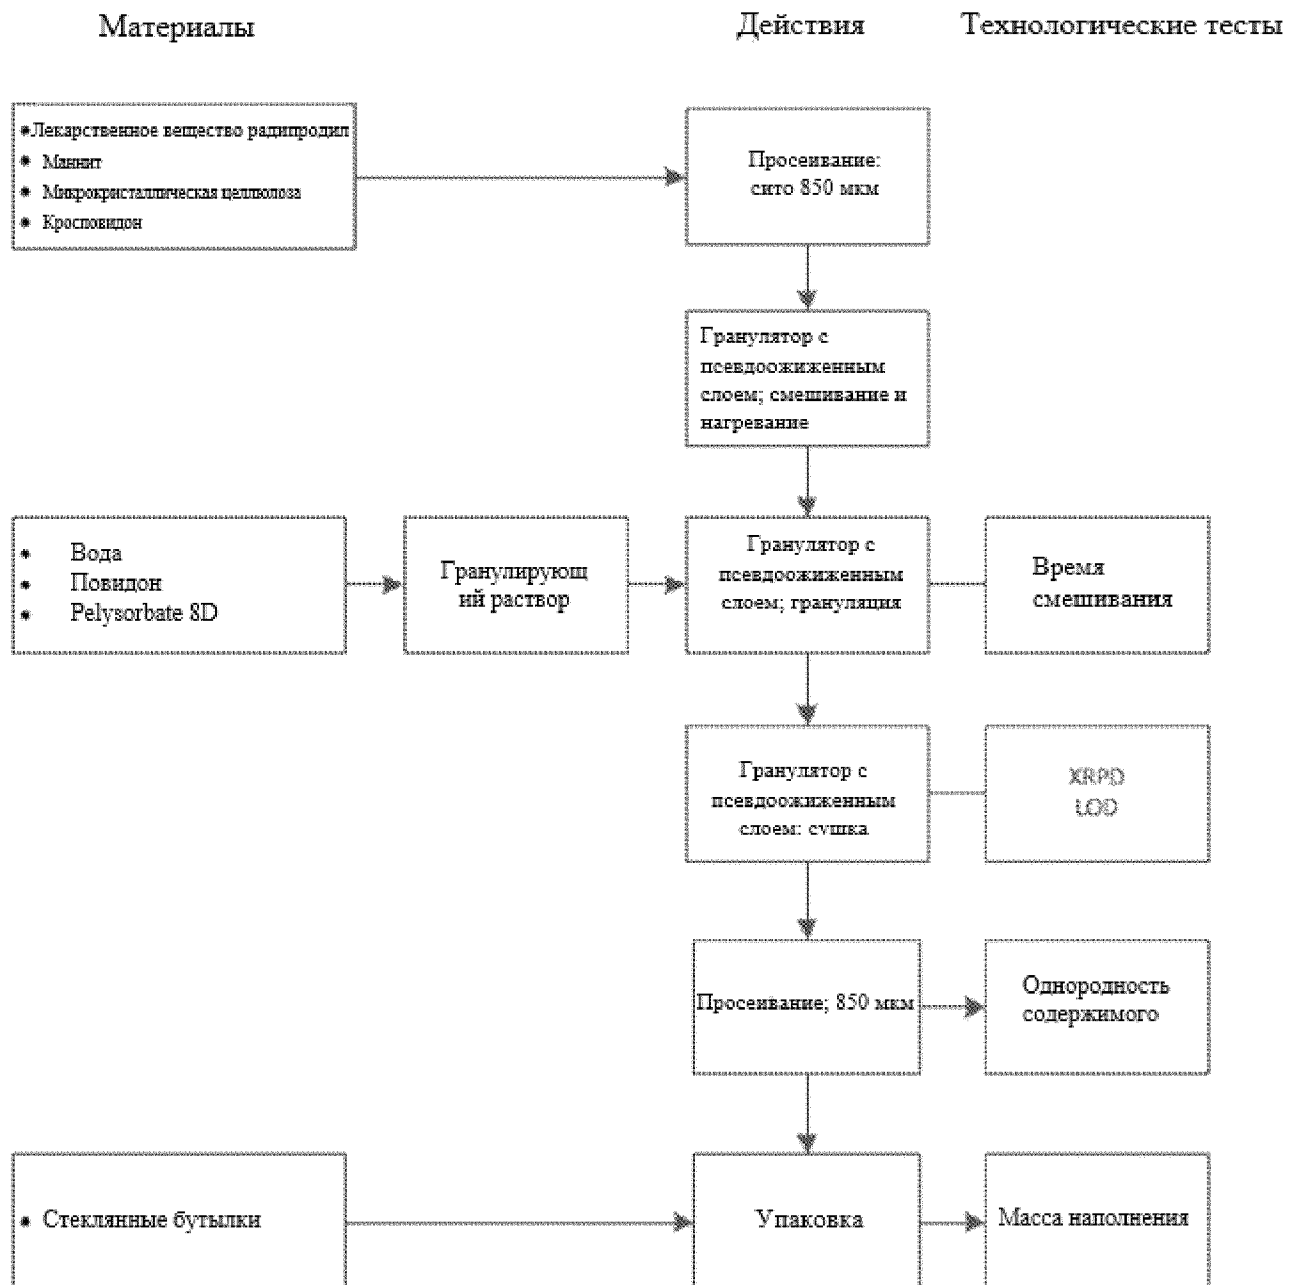 Материалы
Действия
Технологические тесты
•Лекарственное вещество радипродил
• Маннит
• Микрокристаллическая целлюлоза
• Кросповидон
Просеивание:
сито 850 мкм
Гранулятор с
псевдоожиженным
слоем; смешивание и
нагревание
• Вода
• Повидон
• Pelysorbate 8D
Гранулирующ
ий раствор
Гранулятор с
псевдоожиженным
слоем; грануляция
Время
смешивания
Гранулятор с
псевдоожиженным
слоем: сушка
XRPD
LOD
Просеивание; 850 мкм
Однородность
содержимого
• Стеклянные бутылки
Упаковка
Масса наполнения